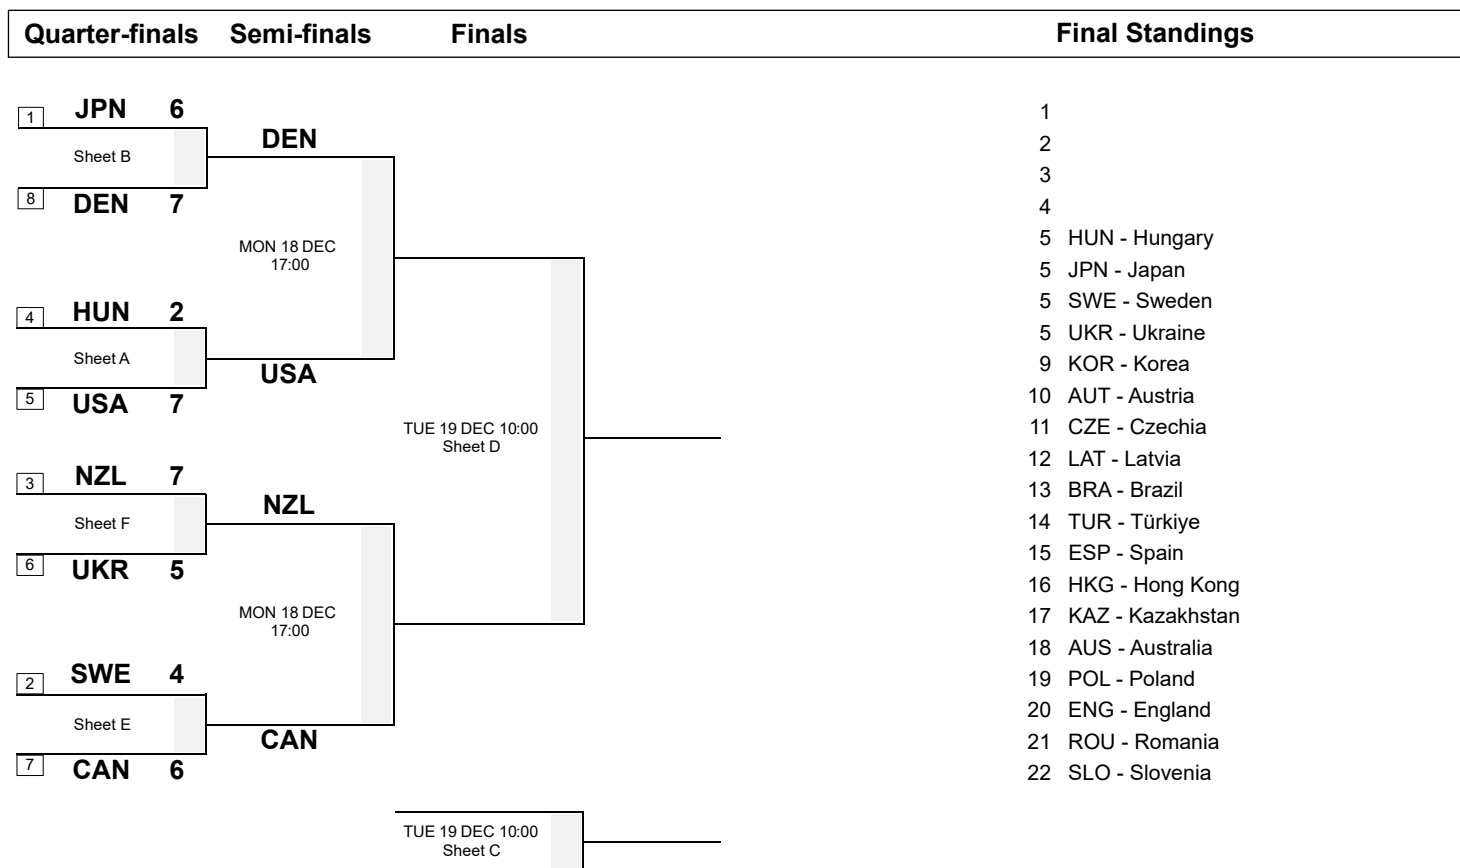 Quarter-finals Semi-finals Finals Final Standings
1 JPN 6
Sheet B
8 DEN 7
DEN
MON 18 DEC
17:00
4 HUN 2
Sheet A
5 USA 7
USA
TUE 19 DEC 10:00
Sheet D
3 NZL 7
Sheet F
6 UKR 5
NZL
MON 18 DEC
17:00
2 SWE 4
Sheet E
7 CAN 6
CAN
TUE 19 DEC 10:00
Sheet C
1
2
3
4
5 HUN - Hungary
5 JPN - Japan
5 SWE - Sweden
5 UKR - Ukraine
9 KOR - Korea
10 AUT - Austria
11 CZE - Czechia
12 LAT - Latvia
13 BRA - Brazil
14 TUR - Türkiye
15 ESP - Spain
16 HKG - Hong Kong
17 KAZ - Kazakhstan
18 AUS - Australia
19 POL - Poland
20 ENG - England
21 ROU - Romania
22 SLO - Slovenia